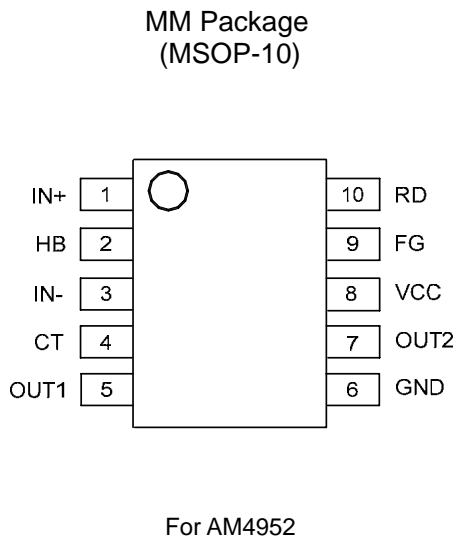 MM Package
(MSOP-10)
IN+ 1 10 RD
HB 2 9 FG
IN- 3 8 VCC
CT 4 7 OUT2
OUT1 5 6 GND
For AM4952